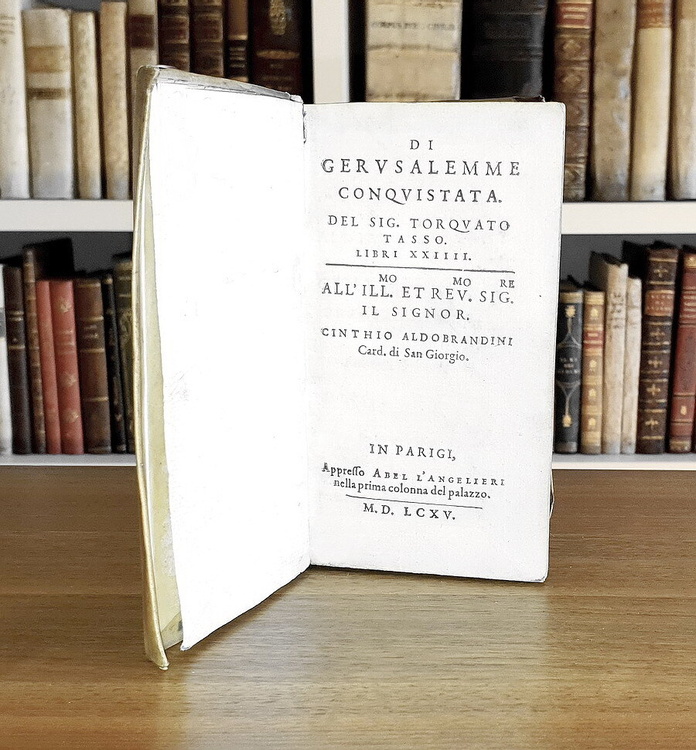 DI
GERVSALEMME
CONQVISTATA.
DEL SIG. TORQVATO
TASSO.
LIBRI XXIIII.
MO MO RE
ALL'ILL. ET REV. SIG.
IL SIGNOR.
CINTHIO ALDOBRANDINI
Card. di San Giorgio.
IN PARIGI,
Appresso ABEL L'ANGELIERI
nella prima colonna del palazzo.
M. D. LCXV.